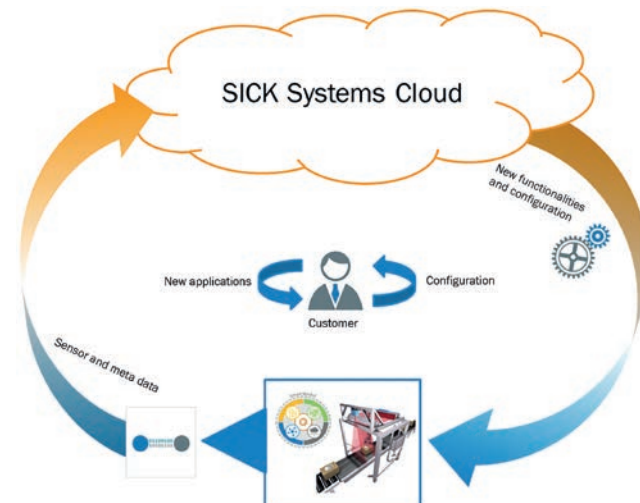 SICK Systems Cloud
New functionalities
and configuration
New applications
Configuration
Customer
Sensor and meta data